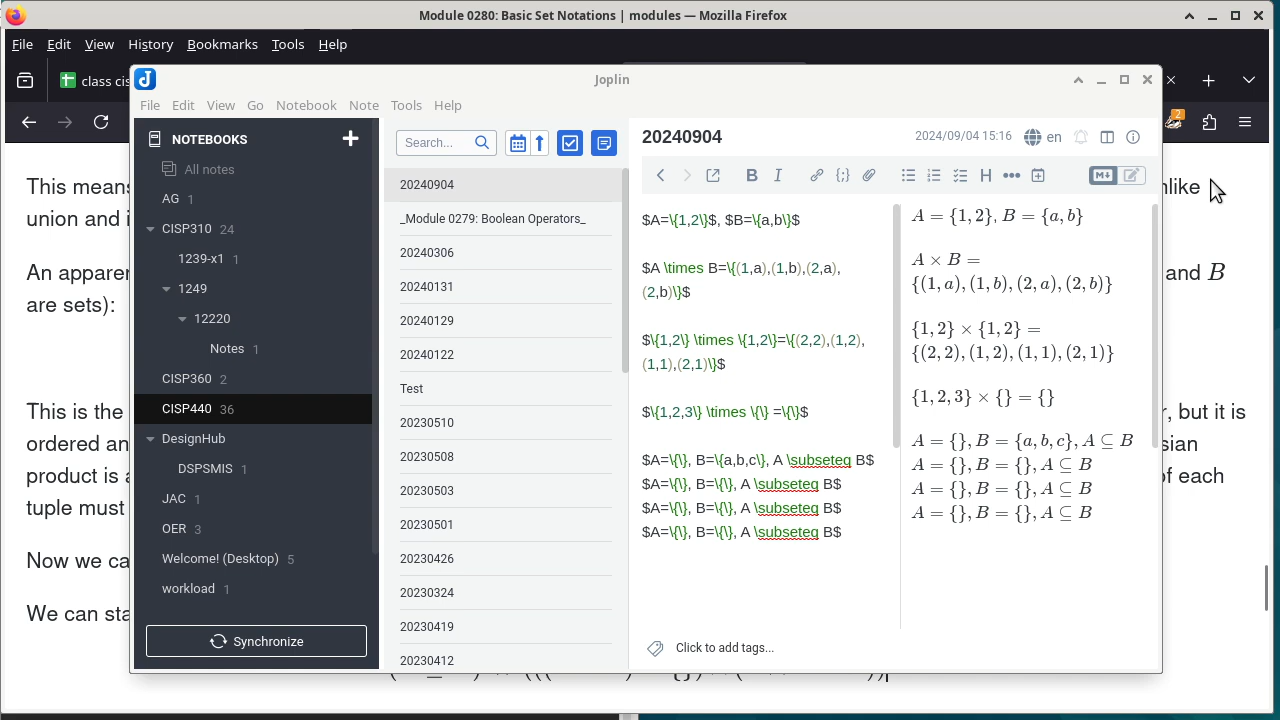 Module 0280: Basic Set Notations | modules — Mozilla Firefox
File Edit View History Bookmarks Tools Help
class cis
2
Joplin
File Edit View Go Notebook Note Tools Help
NOTEBOOKS
All notes
AG 1
CISP310 24
1239-x1 1
1249
12220
Notes 1
CISP360 2
CISP440 36
DesignHub
DSPSMIS 1
JAC 1
OER 3
Welcome! (Desktop) 5
workload 1
Synchronize
Search...
20240904
_Module 0279: Boolean Operators_
20240306
20240131
20240129
20240122
Test
20230510
20230508
20230503
20230501
20230426
20230324
20230419
20230412
20240904
2024/09/04 15:16
en
$A=\{1,2\}$, $B=\{a,b\}$
$A \times B=\{(1,a),(1,b),(2,a),
(2,b)\}$
$\{1,2\} \times \{1,2\}=\{(2,2),(1,2),
(1,1),(2,1)\}$
$\{1,2,3\} \times \{\} =\{\}$
$A=\{\}, B=\{a,b,c\}, A \subseteq B$
$A=\{\}, B=\{\}, A \subseteq B$
$A=\{\}, B=\{\}, A \subseteq B$
$A=\{\}, B=\{\}, A \subseteq B$
A = {1, 2}, B = {a, b}
A × B =
{(1, a), (1, b), (2, a), (2, b)}
{1, 2} × {1, 2} =
{(2, 2), (1, 2), (1, 1), (2, 1)}
{1, 2, 3} × {} = {}
A = {}, B = {a, b, c}, A ⊆ B
A = {}, B = {}, A ⊆ B
A = {}, B = {}, A ⊆ B
A = {}, B = {}, A ⊆ B
Click to add tags...
This means
union and i
An apparer
and B
are sets):
This is the
, but it is
ordered an
sian
product is a
of each
tuple must
Now we ca
We can sta